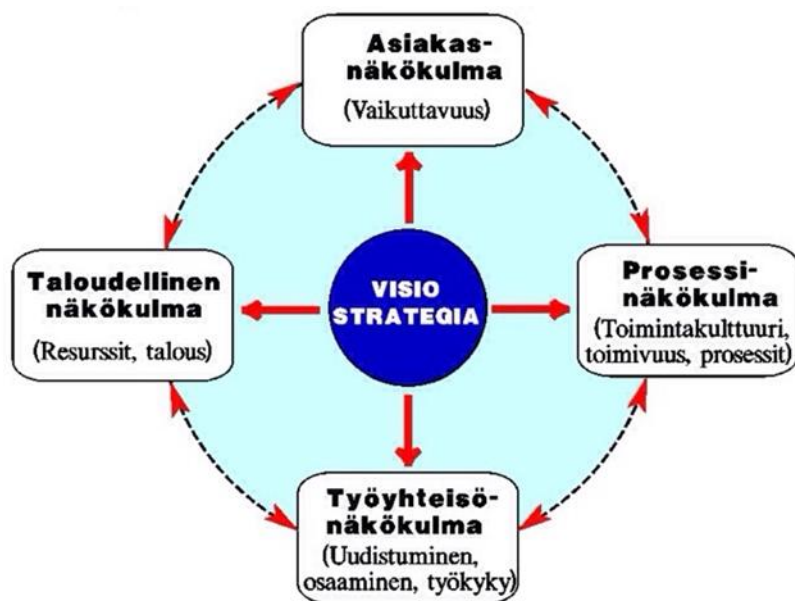 Asiakas-
näkökulma
(Vaikuttavuus)
Taloudellinen
näkökulma
(Resurssit, talous)
VISIO
STRATEGIA
Prosessi-
näkökulma
(Toimintakulttuuri,
toimivuus, prosessit)
Työyhteisö-
näkökulma
(Uudistuminen,
osaaminen, työkyky)